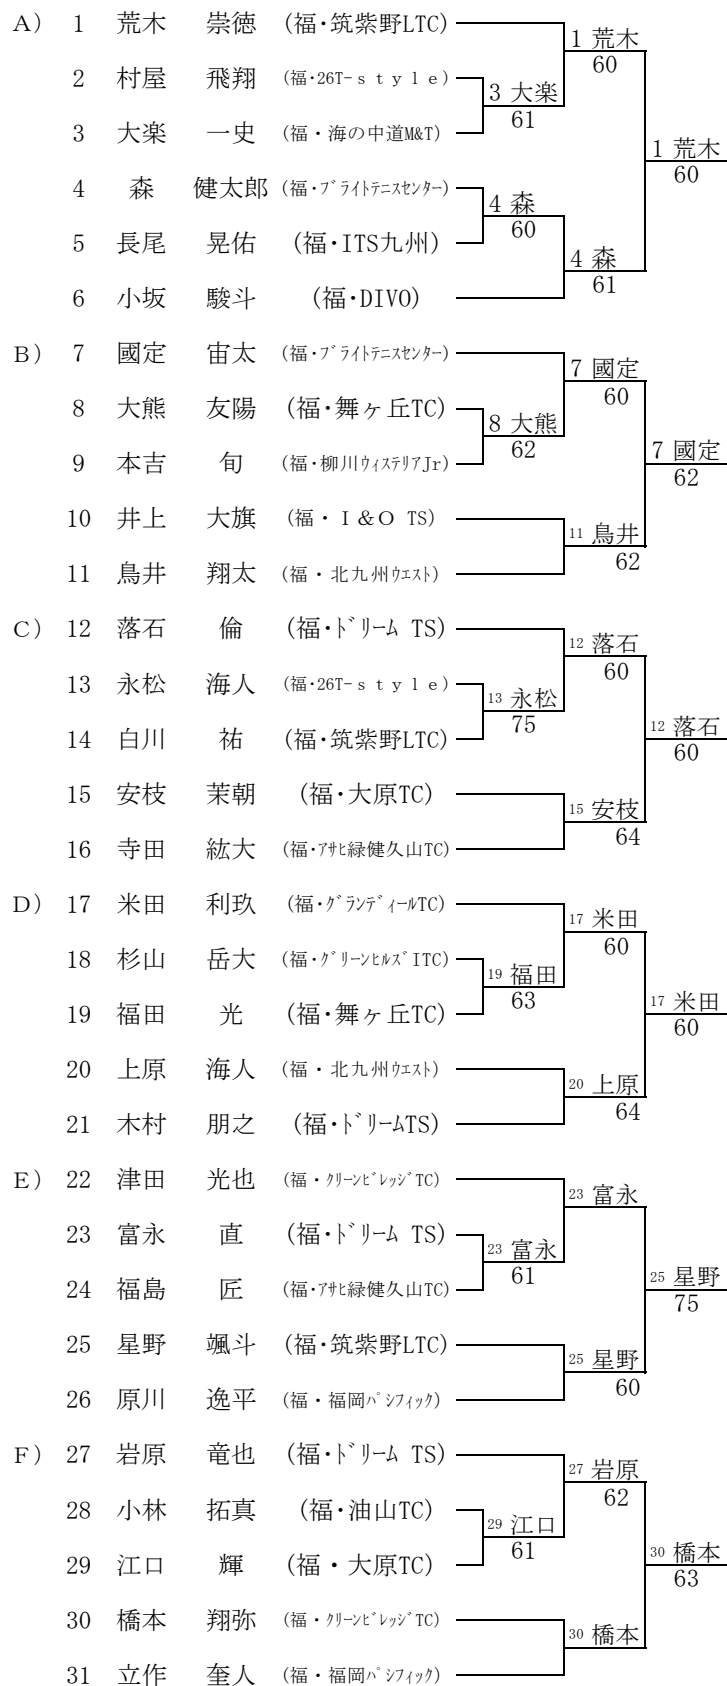 A) 1 荒木 崇徳 (福・筑紫野LTC)
1 荒木
60
2 村屋 飛翔 (福・26T-ｓｔｙｌｅ)
3 大楽
61
3 大楽 一史 (福・海の中道M&T)
1 荒木
60
4 森 健太郎 (福・ﾌﾞﾗｲﾄﾃﾆｽｾﾝﾀｰ)
4 森
60
5 長尾 晃佑 (福・ITS九州)
4 森
61
6 小坂 駿斗 (福・DIVO)
B) 7 國定 宙太 (福・ﾌﾞﾗｲﾄﾃﾆｽｾﾝﾀｰ)
7 國定
60
8 大熊 友陽 (福・舞ヶ丘TC)
8 大熊
62
9 本吉 旬 (福・柳川ｳｨｽﾃﾘｱJr)
7 國定
62
10 井上 大旗 (福・Ｉ&Ｏ TS)
11 鳥井
62
11 鳥井 翔太 (福・北九州ｳｴｽﾄ)
C) 12 落石 倫 (福・ﾄﾞﾘｰﾑ TS)
12 落石
60
13 永松 海人 (福・26T-ｓｔｙｌｅ)
13 永松
75
14 白川 祐 (福・筑紫野LTC)
12 落石
60
15 安枝 茉朝 (福・大原TC)
15 安枝
64
16 寺田 紘大 (福・ｱｻﾋ緑健久山TC)
D) 17 米田 利玖 (福・ｸﾞﾗﾝﾃﾞｨｰﾙTC)
17 米田
60
18 杉山 岳大 (福・ｸﾞﾘｰﾝﾋﾙｽﾞITC)
19 福田
63
19 福田 光 (福・舞ヶ丘TC)
17 米田
60
20 上原 海人 (福・北九州ｳｴｽﾄ)
20 上原
64
21 木村 朋之 (福・ﾄﾞﾘｰﾑTS)
E) 22 津田 光也 (福・ｸﾘｰﾝﾋﾞﾚｯｼﾞTC)
23 富永
23 富永 直 (福・ﾄﾞﾘｰﾑ TS)
23 富永
61
24 福島 匠 (福・ｱｻﾋ緑健久山TC)
25 星野
75
25 星野 颯斗 (福・筑紫野LTC)
25 星野
60
26 原川 逸平 (福・福岡ﾊﾟｼﾌｨｯｸ)
F) 27 岩原 竜也 (福・ﾄﾞﾘｰﾑ TS)
27 岩原
62
28 小林 拓真 (福・油山TC)
29 江口
61
29 江口 輝 (福・大原TC)
30 橋本
63
30 橋本 翔弥 (福・ｸﾘｰﾝﾋﾞﾚｯｼﾞTC)
30 橋本
31 立作 奎人 (福・福岡ﾊﾟｼﾌｨｯｸ)